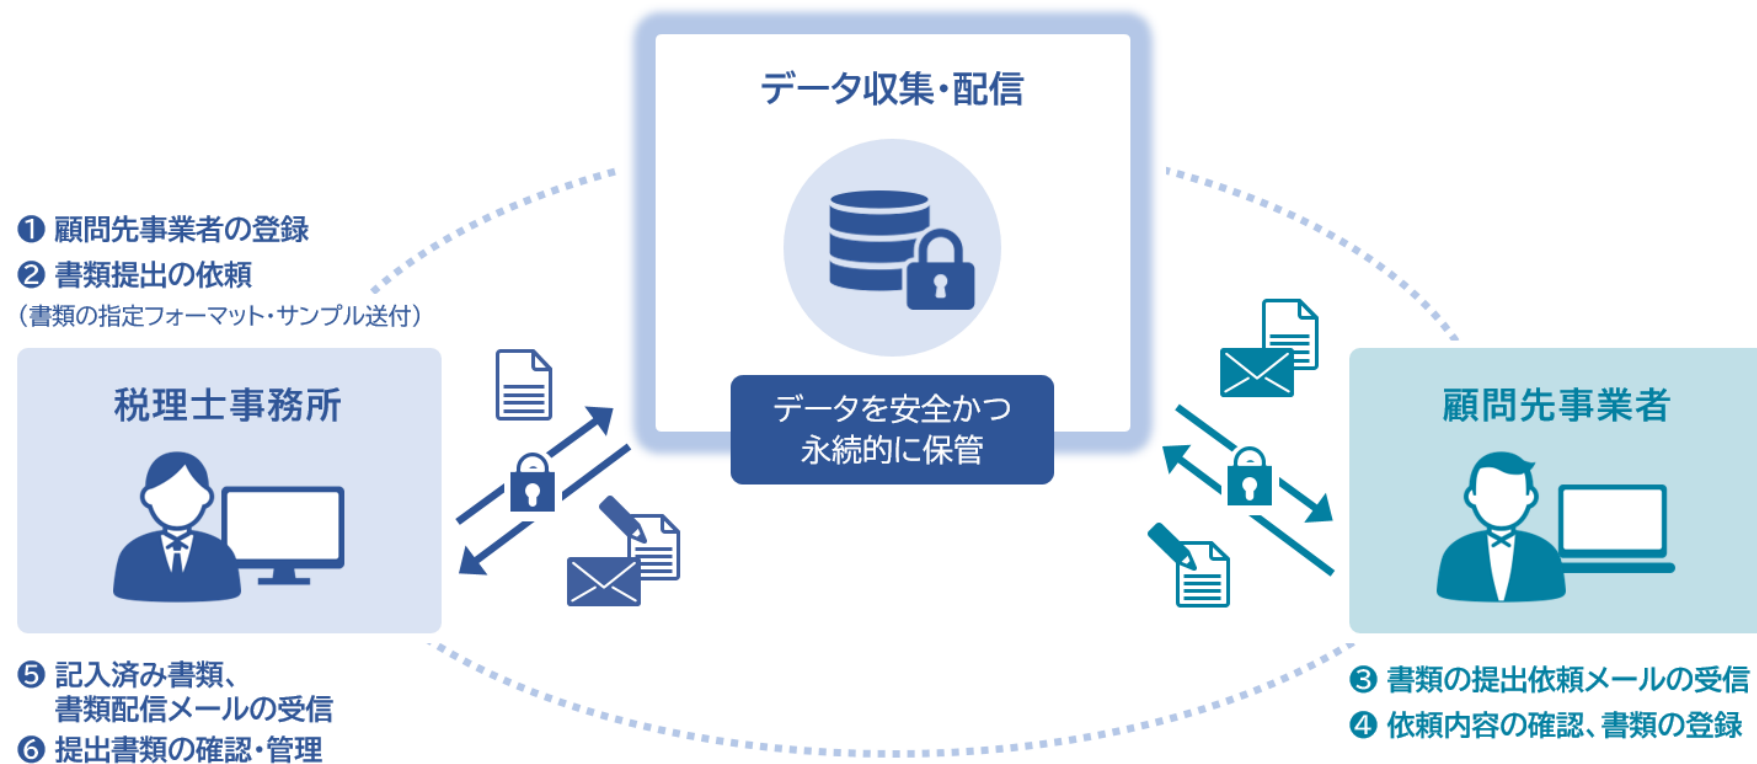 データ収集・配信
データを安全かつ
永続的に保管
❶ 顧問先事業者の登録
❷ 書類提出の依頼
（書類の指定フォーマット・サンプル送付）
税理士事務所
顧問先事業者
❸ 書類の提出依頼メールの受信
❹ 依頼内容の確認、書類の登録
❺ 記入済み書類、
書類配信メールの受信
❻ 提出書類の確認・管理